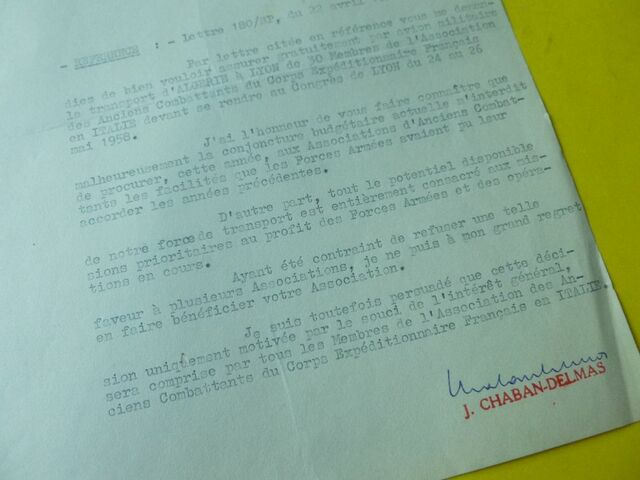 - REFERENCE : - Lettre 180/SP, du 22 avril
Par lettre citée en référence vous me deman-
diez de bien vouloir assurer gratuitement par avion militaire
le transport d'ALGERIE à LYON de 30 Membres de l'Association
des Anciens Combattants du Corps Expéditionnaire Français
en ITALIE devant se rendre au Congrès de LYON du 24 au 26
mai 1958.
J'ai l'honneur de vous faire connaître que
malheureusement la conjoncture budgétaire actuelle m'interdit
de procurer, cette année, aux Associations d'Anciens Combat-
tants les facilités que les Forces Armées avaient pu leur
accorder les années précédentes.
D'autre part, tout le potentiel disponible
de notre force de transport est entièrement consacré aux mis-
sions prioritaires au profit des Forces Armées et des opéra-
tions en cours.
Ayant été contraint de refuser une telle
faveur à plusieurs Associations, je ne puis à mon grand regret
en faire bénéficier votre Association.
Je suis toutefois persuadé que cette déci-
sion uniquement motivée par le souci de l'intérêt général,
sera comprise par tous les Membres de l'Association des An-
ciens Combattants du Corps Expéditionnaire Français en ITALIE.
J. CHABAN-DELMAS